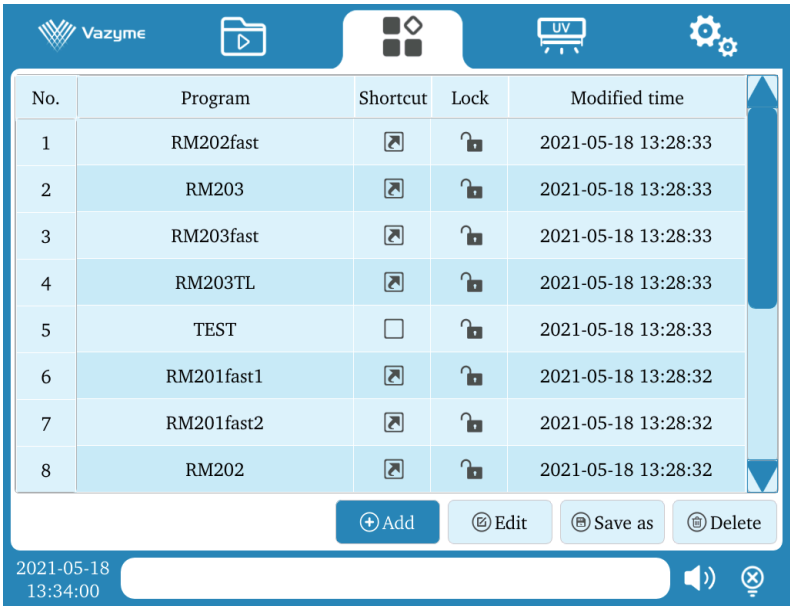 Vazyme
UV
No. Program Shortcut Lock Modified time
1 RM202fast 2021-05-18 13:28:33
2 RM203 2021-05-18 13:28:33
3 RM203fast 2021-05-18 13:28:33
4 RM203TL 2021-05-18 13:28:33
5 TEST 2021-05-18 13:28:33
6 RM201fast1 2021-05-18 13:28:32
7 RM201fast2 2021-05-18 13:28:32
8 RM202 2021-05-18 13:28:32
Add Edit Save as Delete
2021-05-18
13:34:00